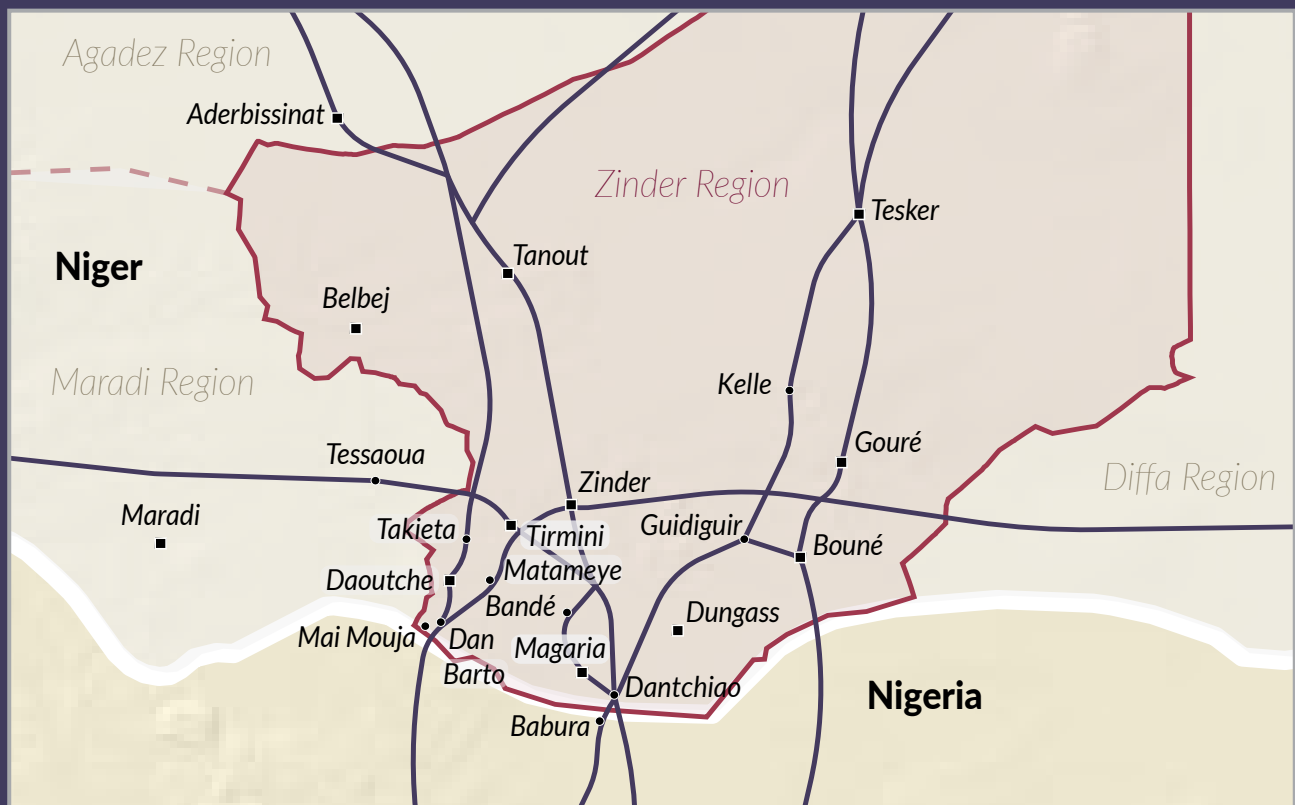 Agadez Region
Aderbissinat
Zinder Region
Tesker
Niger
Tanout
Belbej
Maradi Region
Kelle
Gouré
Tessaoua
Diffa Region
Zinder
Maradi
Takieta
Tirmini
Guidiguir
Bouné
Daoutche
Matameye
Bandé
Dungass
Mai Mouja
Dan
Barto
Magaria
Dantchiao
Nigeria
Babura